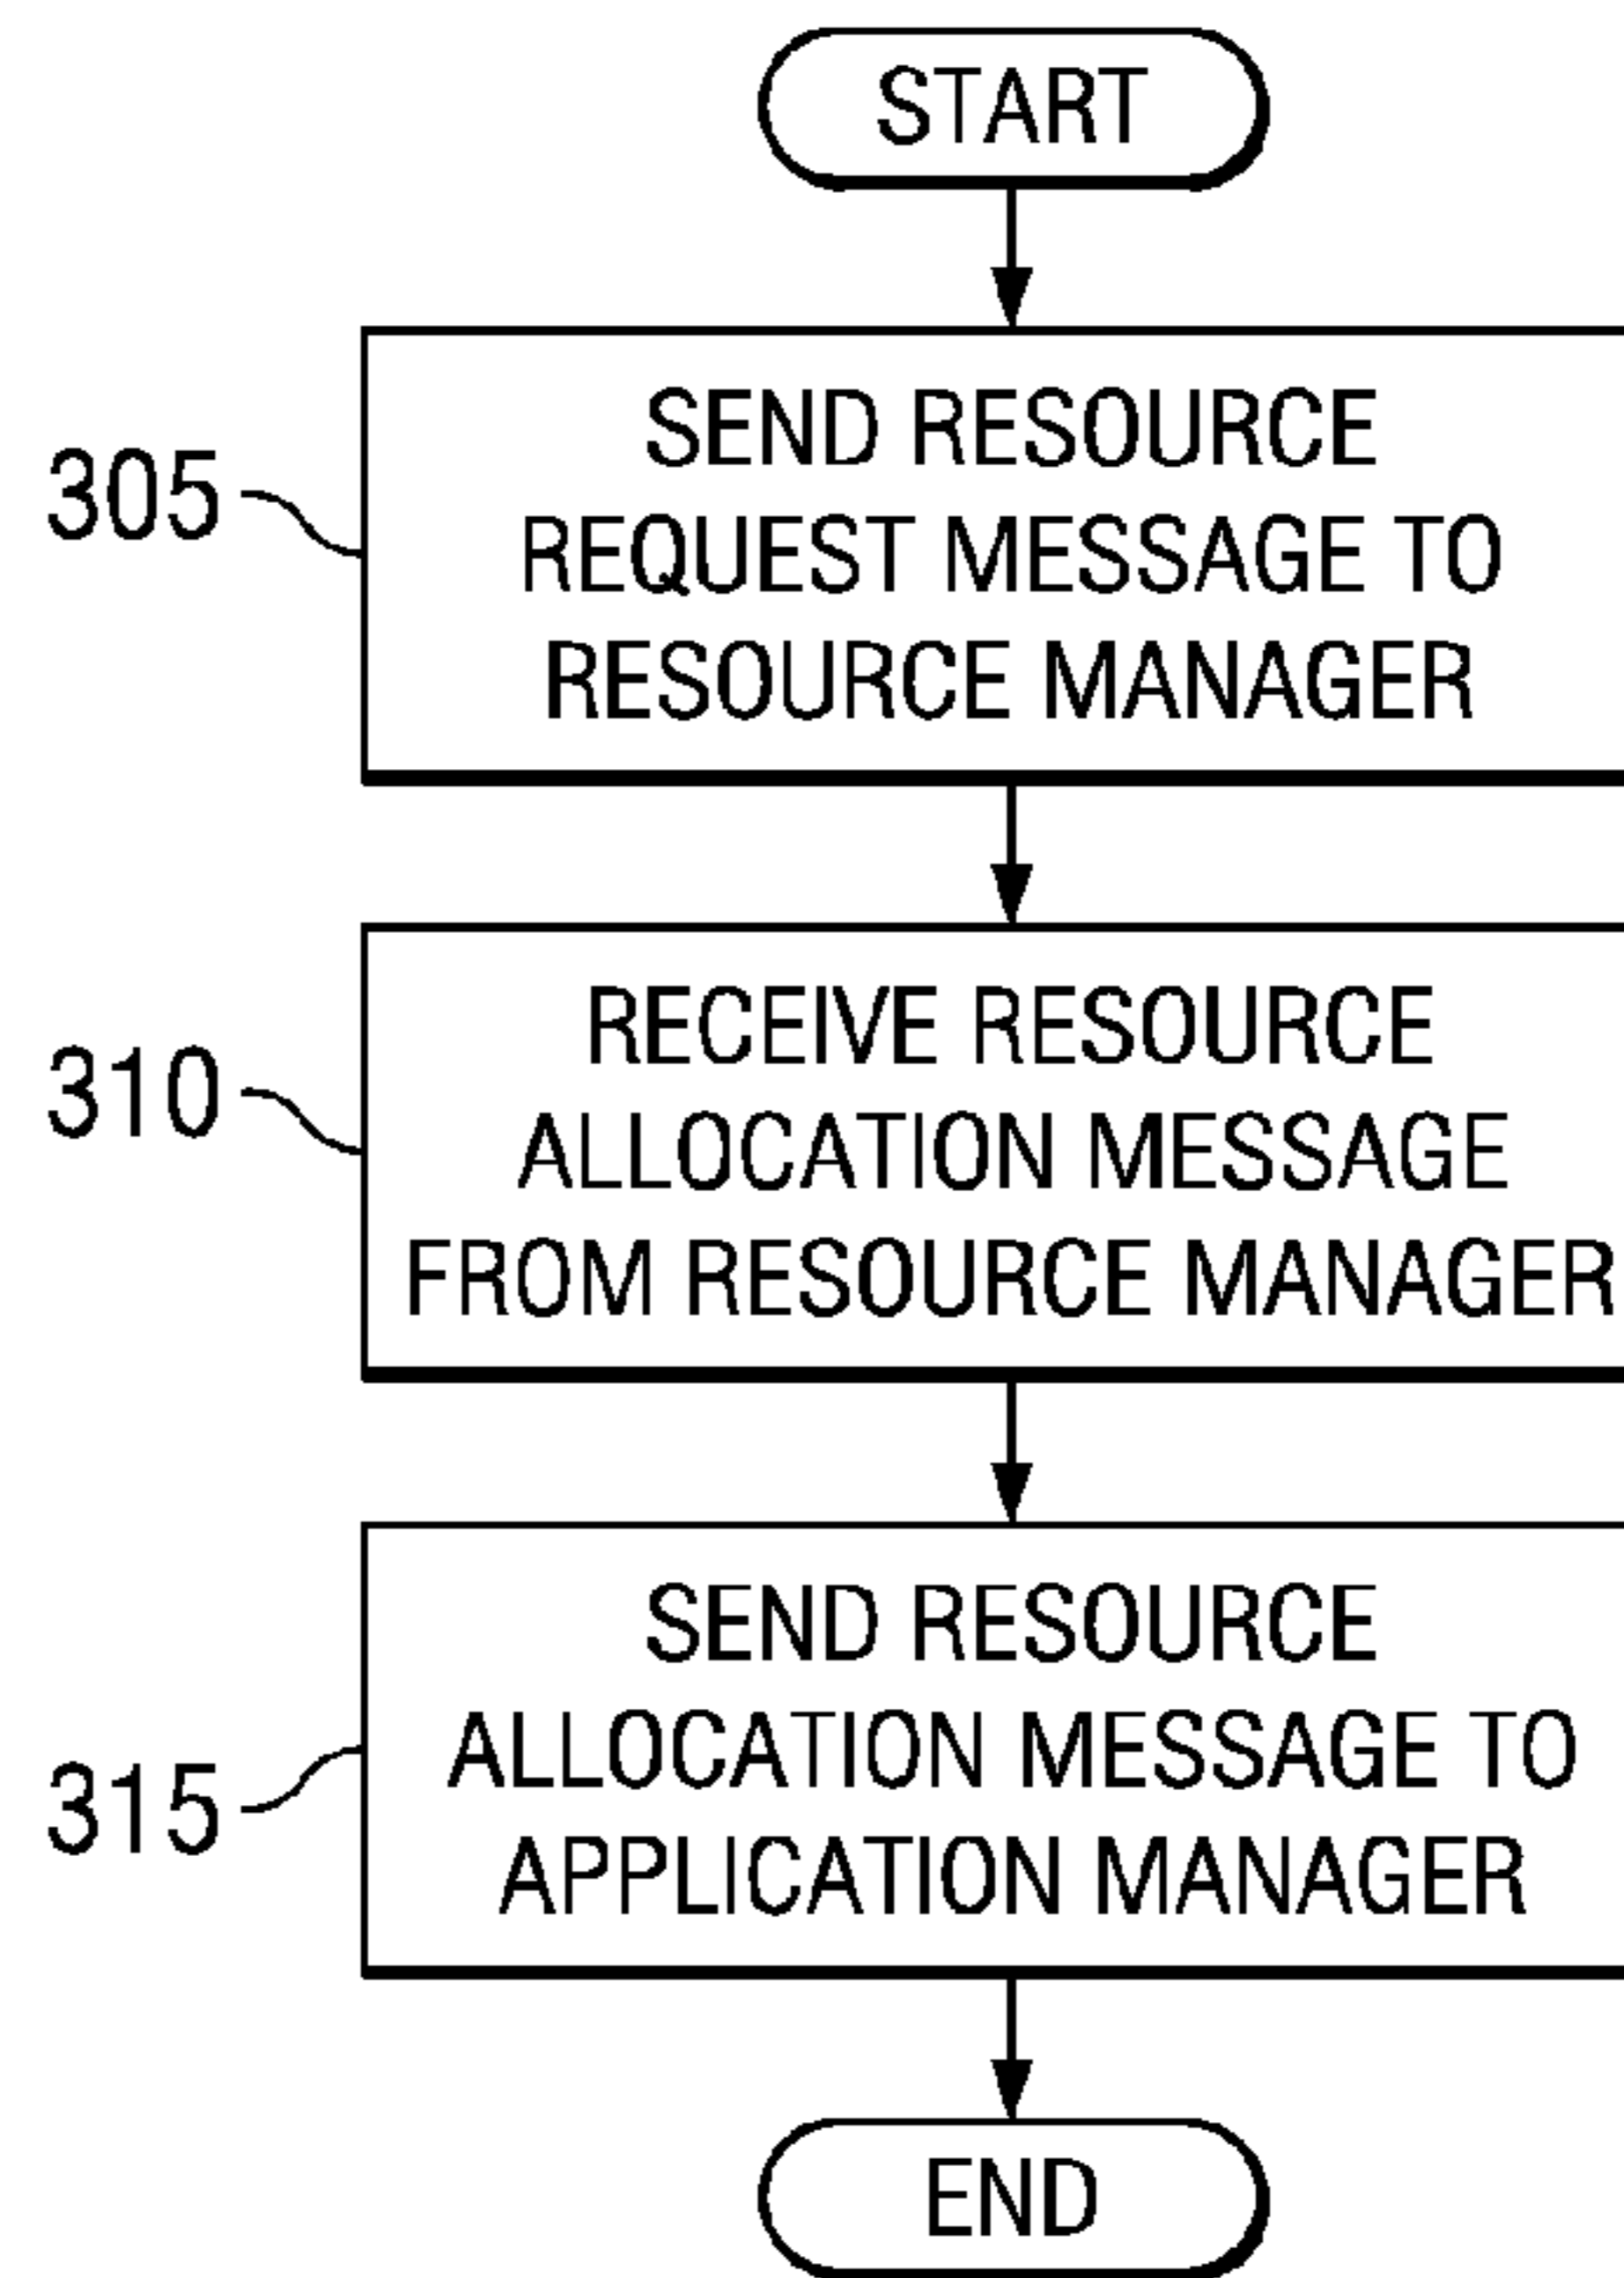 START
305
SEND RESOURCE
REQUEST MESSAGE TO
RESOURCE MANAGER
310
RECEIVE RESOURCE
ALLOCATION MESSAGE
FROM RESOURCE MANAGER
315
SEND RESOURCE
ALLOCATION MESSAGE TO
APPLICATION MANAGER
END